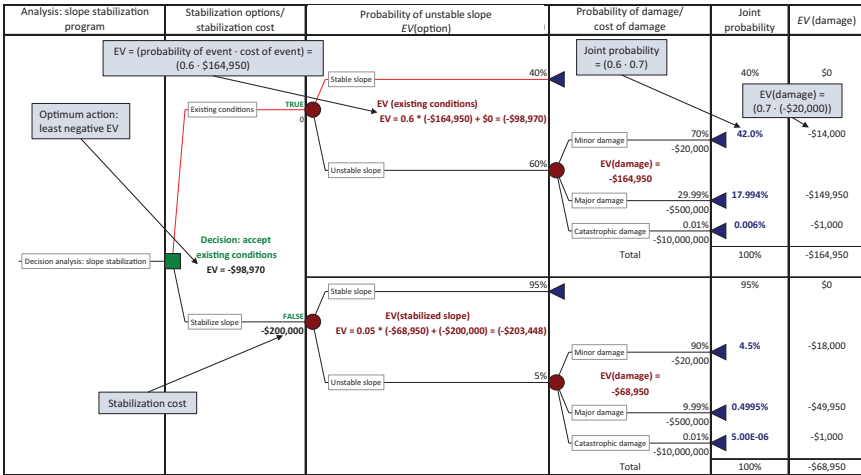 Analysis: slope stabilization
program
Stabilization options/
stabilization cost
Probability of unstable slope
EV(option)
Probability of damage/
cost of damage
Joint
probability
EV (damage)
EV = (probability of event · cost of event) =
(0.6 · $164,950)
Joint probability
= (0.6 · 0.7)
Stable slope
40%
40%
$0
EV(damage) =
(0.7 · (-$20,000))
Optimum action:
least negative EV
Existing conditions
TRUE
0
EV (existing conditions)
EV = 0.6 * (-$164,950) + $0 = (-$98,970)
Minor damage
70%
-$20,000
42.0%
-$14,000
Unstable slope
60%
EV(damage) =
-$164,950
Major damage
29.99%
-$500,000
17.994%
-$149,950
Catastrophic damage
0.01%
-$10,000,000
0.006%
-$1,000
Total
100%
-$164,950
Decision analysis: slope stabilization
Decision: accept
existing conditions
EV = -$98,970
Stable slope
95%
95%
$0
Stabilize slope
FALSE
-$200,000
EV(stabilized slope)
EV = 0.05 * (-$68,950) + (-$200,000) = (-$203,448)
Minor damage
90%
-$20,000
4.5%
-$18,000
Unstable slope
5%
EV(damage) =
-$68,950
Stabilization cost
Major damage
9.99%
-$500,000
0.4995%
-$49,950
Catastrophic damage
0.01%
-$10,000,000
5.00E-06
-$1,000
Total
100%
-$68,950